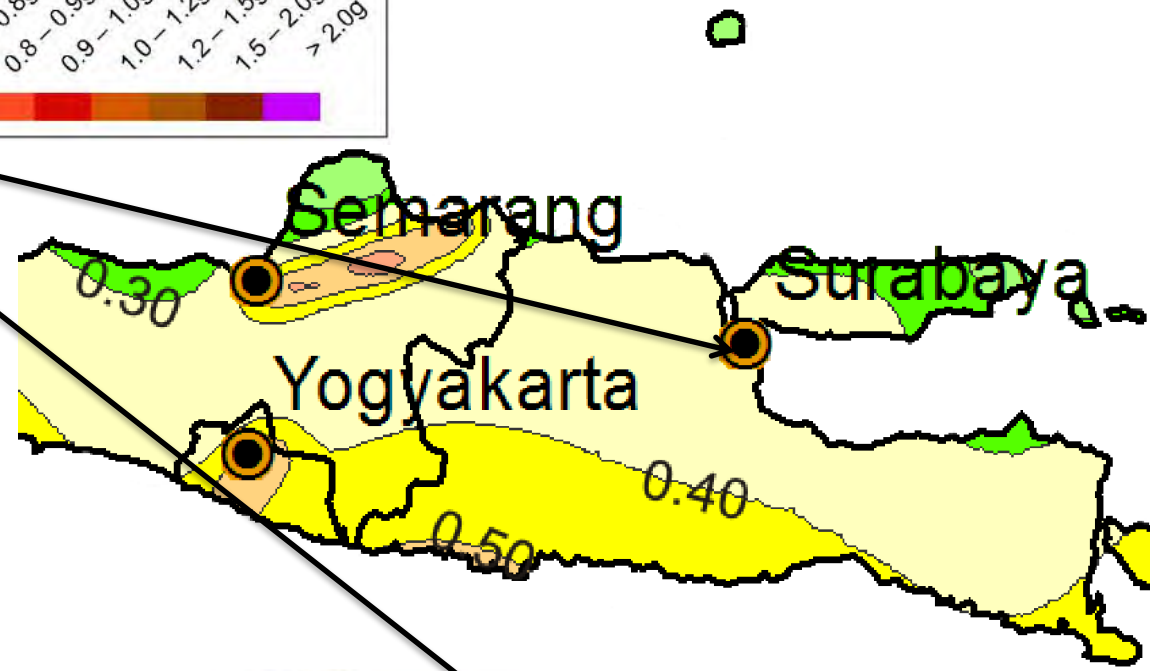 0.8 – 0.9g
0.9 – 1.0g
1.0 – 1.2g
1.2 – 1.5g
1.5 – 2.0g
> 2.0g
Semarang
Surabaya
0.30
Yogyakarta
0.40
0.50